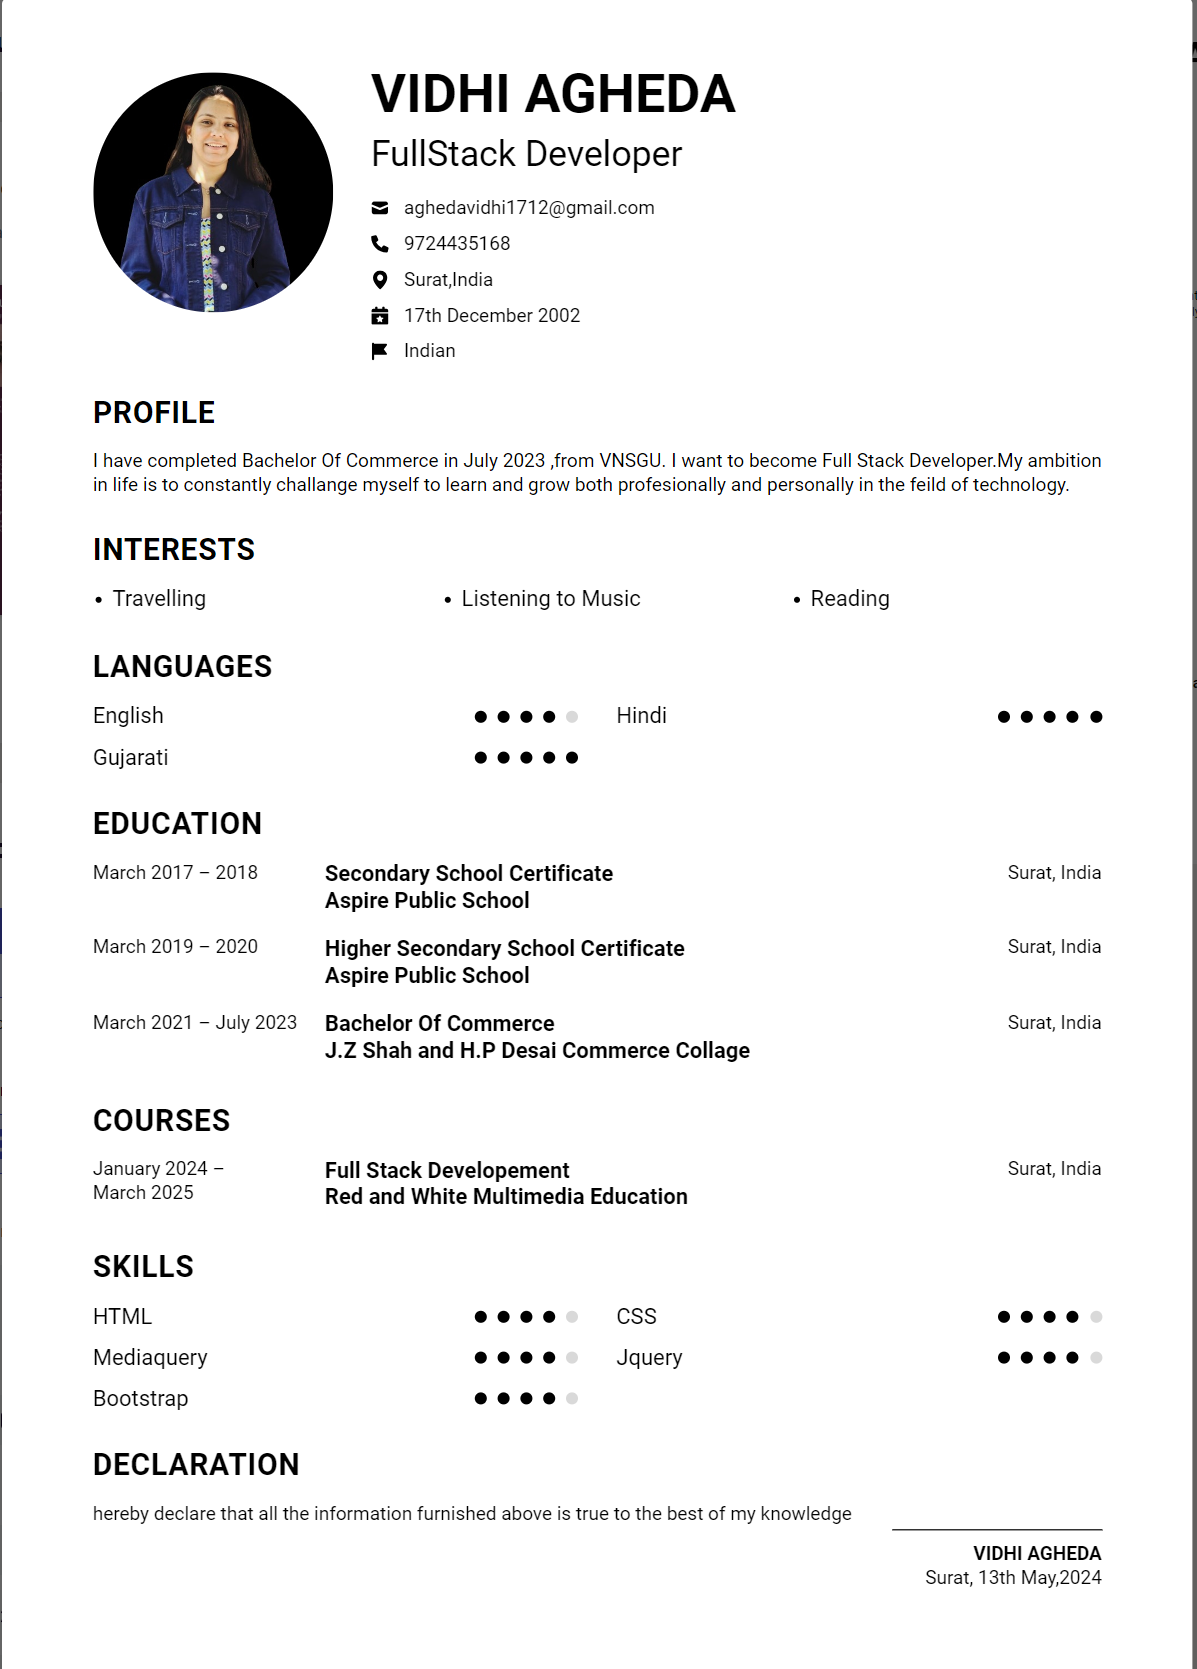 VIDHI AGHEDA
FullStack Developer
aghedavidhi1712@gmail.com
9724435168
Surat,India
17th December 2002
Indian
PROFILE
I have completed Bachelor Of Commerce in July 2023 ,from VNSGU. I want to become Full Stack Developer.My ambition
in life is to constantly challange myself to learn and grow both profesionally and personally in the feild of technology.
INTERESTS
• Travelling • Listening to Music • Reading
LANGUAGES
English Hindi
Gujarati
EDUCATION
March 2017 – 2018 Secondary School Certificate Surat, India
Aspire Public School
March 2019 – 2020 Higher Secondary School Certificate Surat, India
Aspire Public School
March 2021 – July 2023 Bachelor Of Commerce Surat, India
J.Z Shah and H.P Desai Commerce Collage
COURSES
January 2024 – Full Stack Developement Surat, India
March 2025 Red and White Multimedia Education
SKILLS
HTML CSS
Mediaquery Jquery
Bootstrap
DECLARATION
hereby declare that all the information furnished above is true to the best of my knowledge
VIDHI AGHEDA
Surat, 13th May,2024